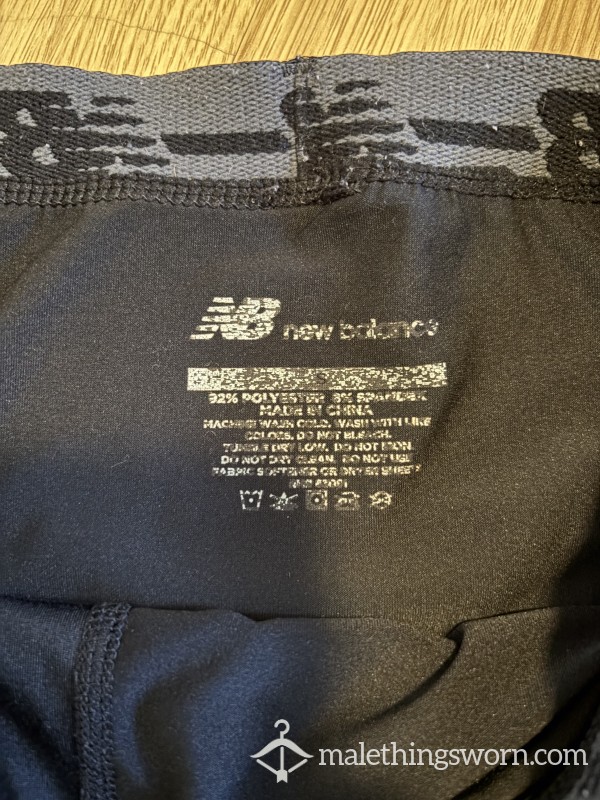 NB new balance
S
92% POLYESTER 8% SPANDEX
MADE IN CHINA
MACHINE WASH COLD. WASH WITH LIKE
COLORS. DO NOT BLEACH.
TUMBLE DRY LOW. DO NOT IRON
DO NOT DRY CLEAN. DO NOT USE
FABRIC SOFTENER OR DRYER SHEETS
malethingsworn.com